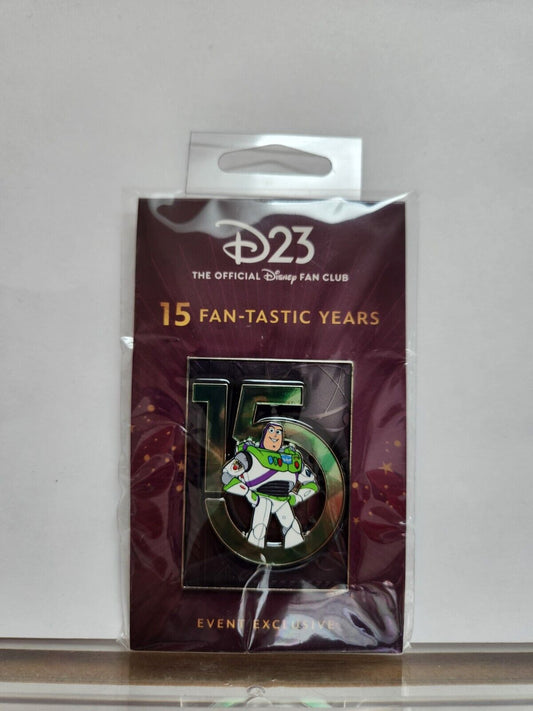 D23
THE OFFICIAL Disney FAN CLUB
15 FAN-TASTIC YEARS
15
EVENT EXCLUSIVE